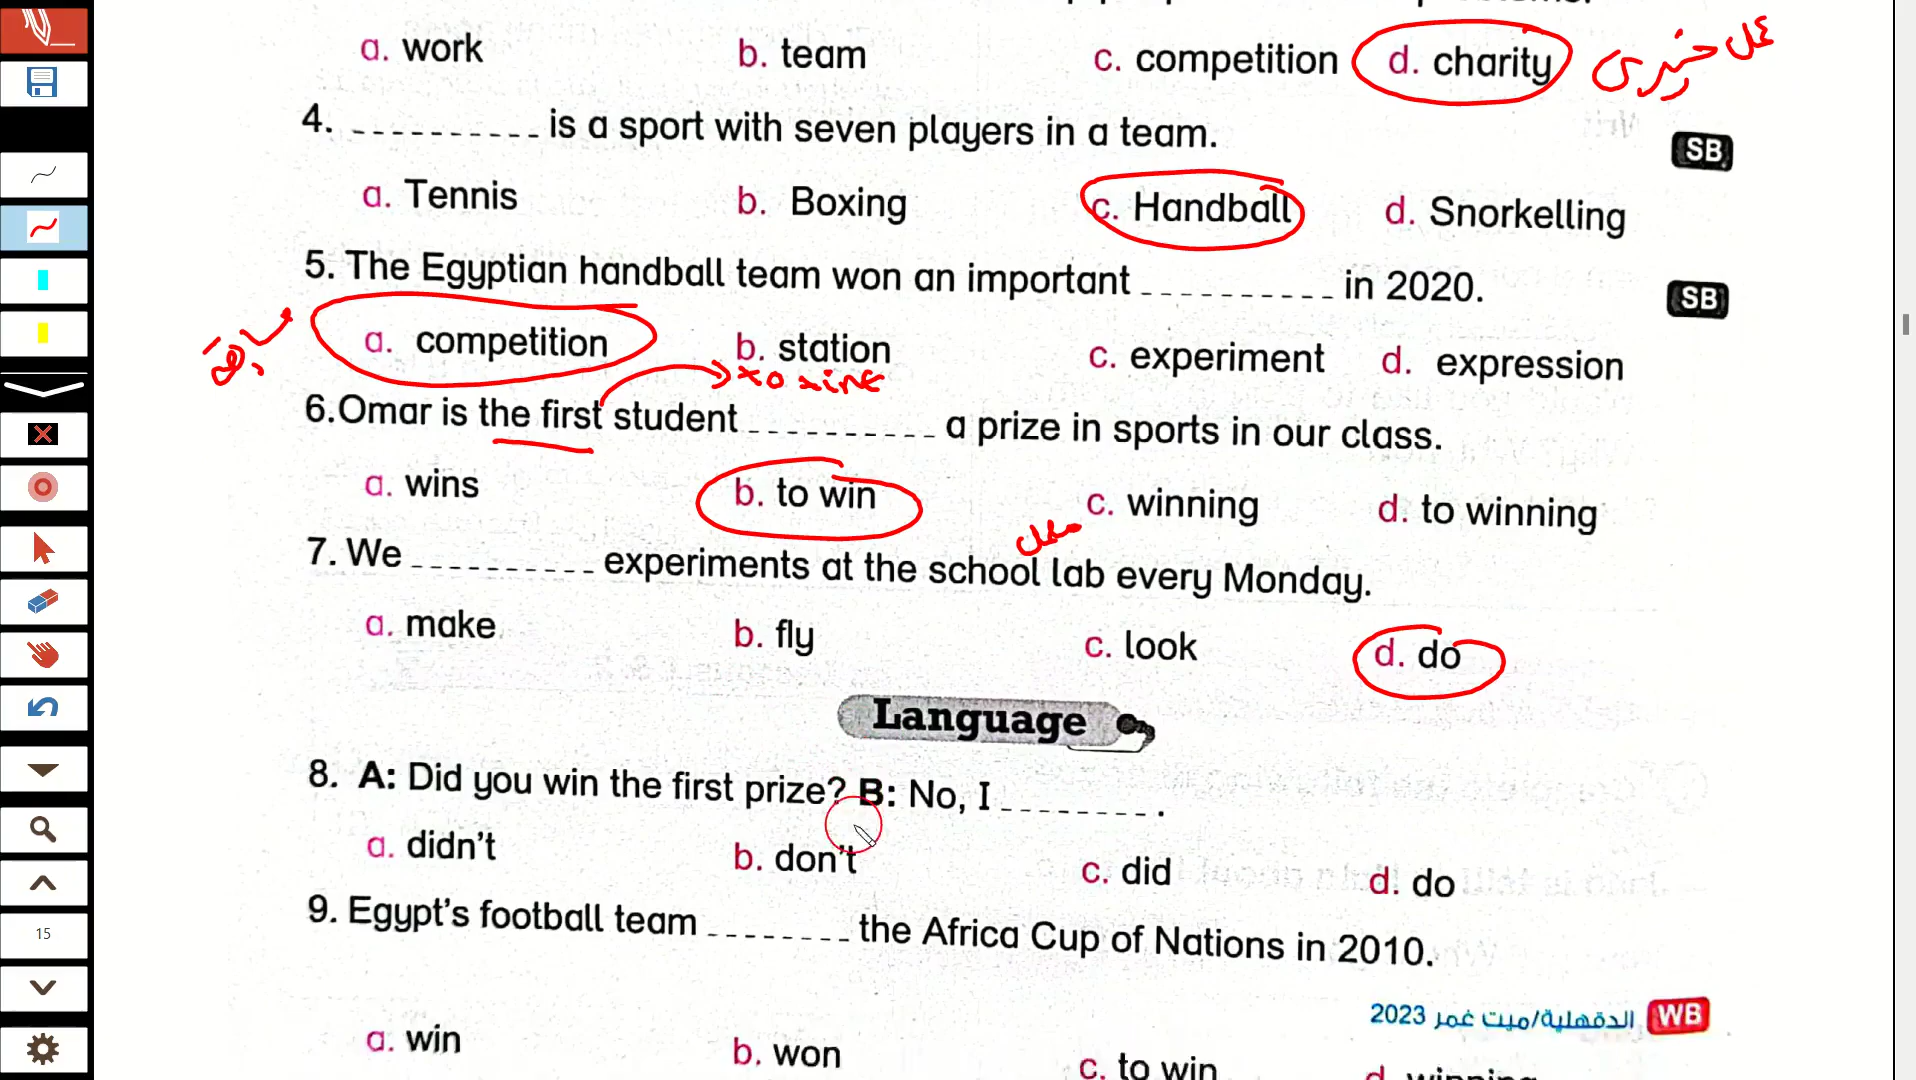 a. work b. team c. competition d. charity عمل خيرى
4. __________ is a sport with seven players in a team.
SB
a. Tennis b. Boxing c. Handball d. Snorkelling
5. The Egyptian handball team won an important __________ in 2020.
SB
a. competition b. station c. experiment d. expression
6.Omar is the first student __________ a prize in sports in our class.
a. wins b. to win c. winning d. to winning
معمل
7. We __________ experiments at the school lab every Monday.
a. make b. fly c. look d. do
Language
8. A: Did you win the first prize? B: No, I ________ .
a. didn't b. don't c. did d. do
9. Egypt's football team ________ the Africa Cup of Nations in 2010.
الدقهلية/ميت غمر 2023 WB
a. win b. won c. to win d. winning
15